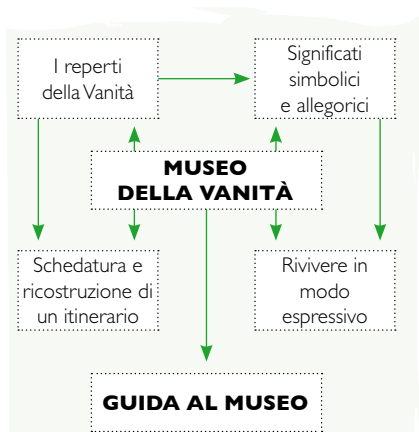 I reperti
della Vanità
Significati
simbolici
e allegorici
MUSEO
DELLA VANITÀ
Schedatura e
ricostruzione di
un itinerario
Rivivere in
modo
espressivo
GUIDA AL MUSEO